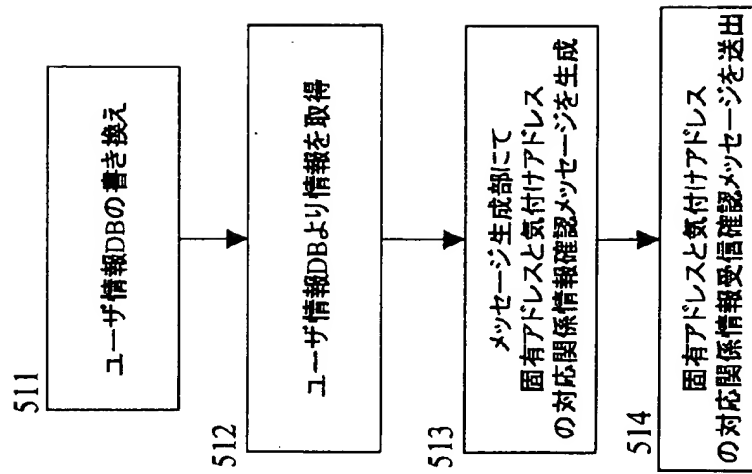 511
ユーザ情報DBの書き換え
512
ユーザ情報DBより情報を取得
513
メッセージ生成部にて
固有アドレスと気付けアドレス
の対応関係情報確認メッセージを生成
514
固有アドレスと気付けアドレス
の対応関係情報受信確認メッセージを送出